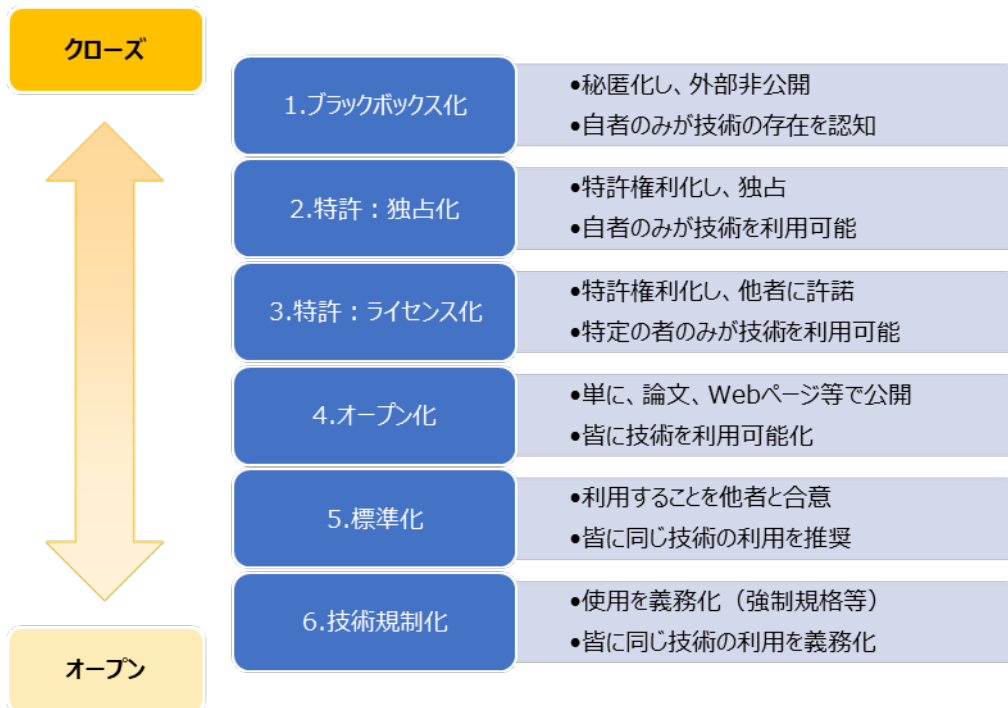 クローズ
1.ブラックボックス化
•秘匿化し、外部非公開
•自者のみが技術の存在を認知
2.特許：独占化
•特許権利化し、独占
•自者のみが技術を利用可能
3.特許：ライセンス化
•特許権利化し、他者に許諾
•特定の者のみが技術を利用可能
4.オープン化
•単に、論文、Webページ等で公開
•皆に技術を利用可能化
5.標準化
•利用することを他者と合意
•皆に同じ技術の利用を推奨
6.技術規制化
•使用を義務化（強制規格等）
•皆に同じ技術の利用を義務化
オープン